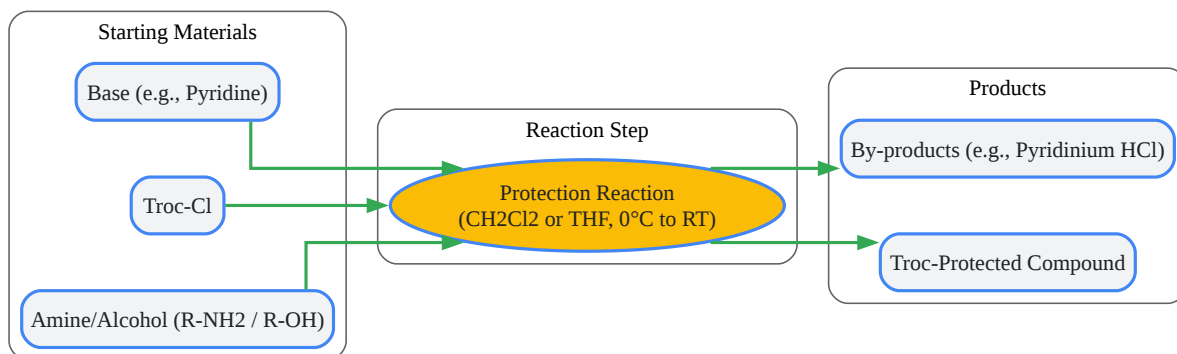 Starting Materials
Base (e.g., Pyridine)
Troc-Cl
Amine/Alcohol (R-NH2 / R-OH)
Reaction Step
Protection Reaction
(CH2Cl2 or THF, 0°C to RT)
Products
By-products (e.g., Pyridinium HCl)
Troc-Protected Compound